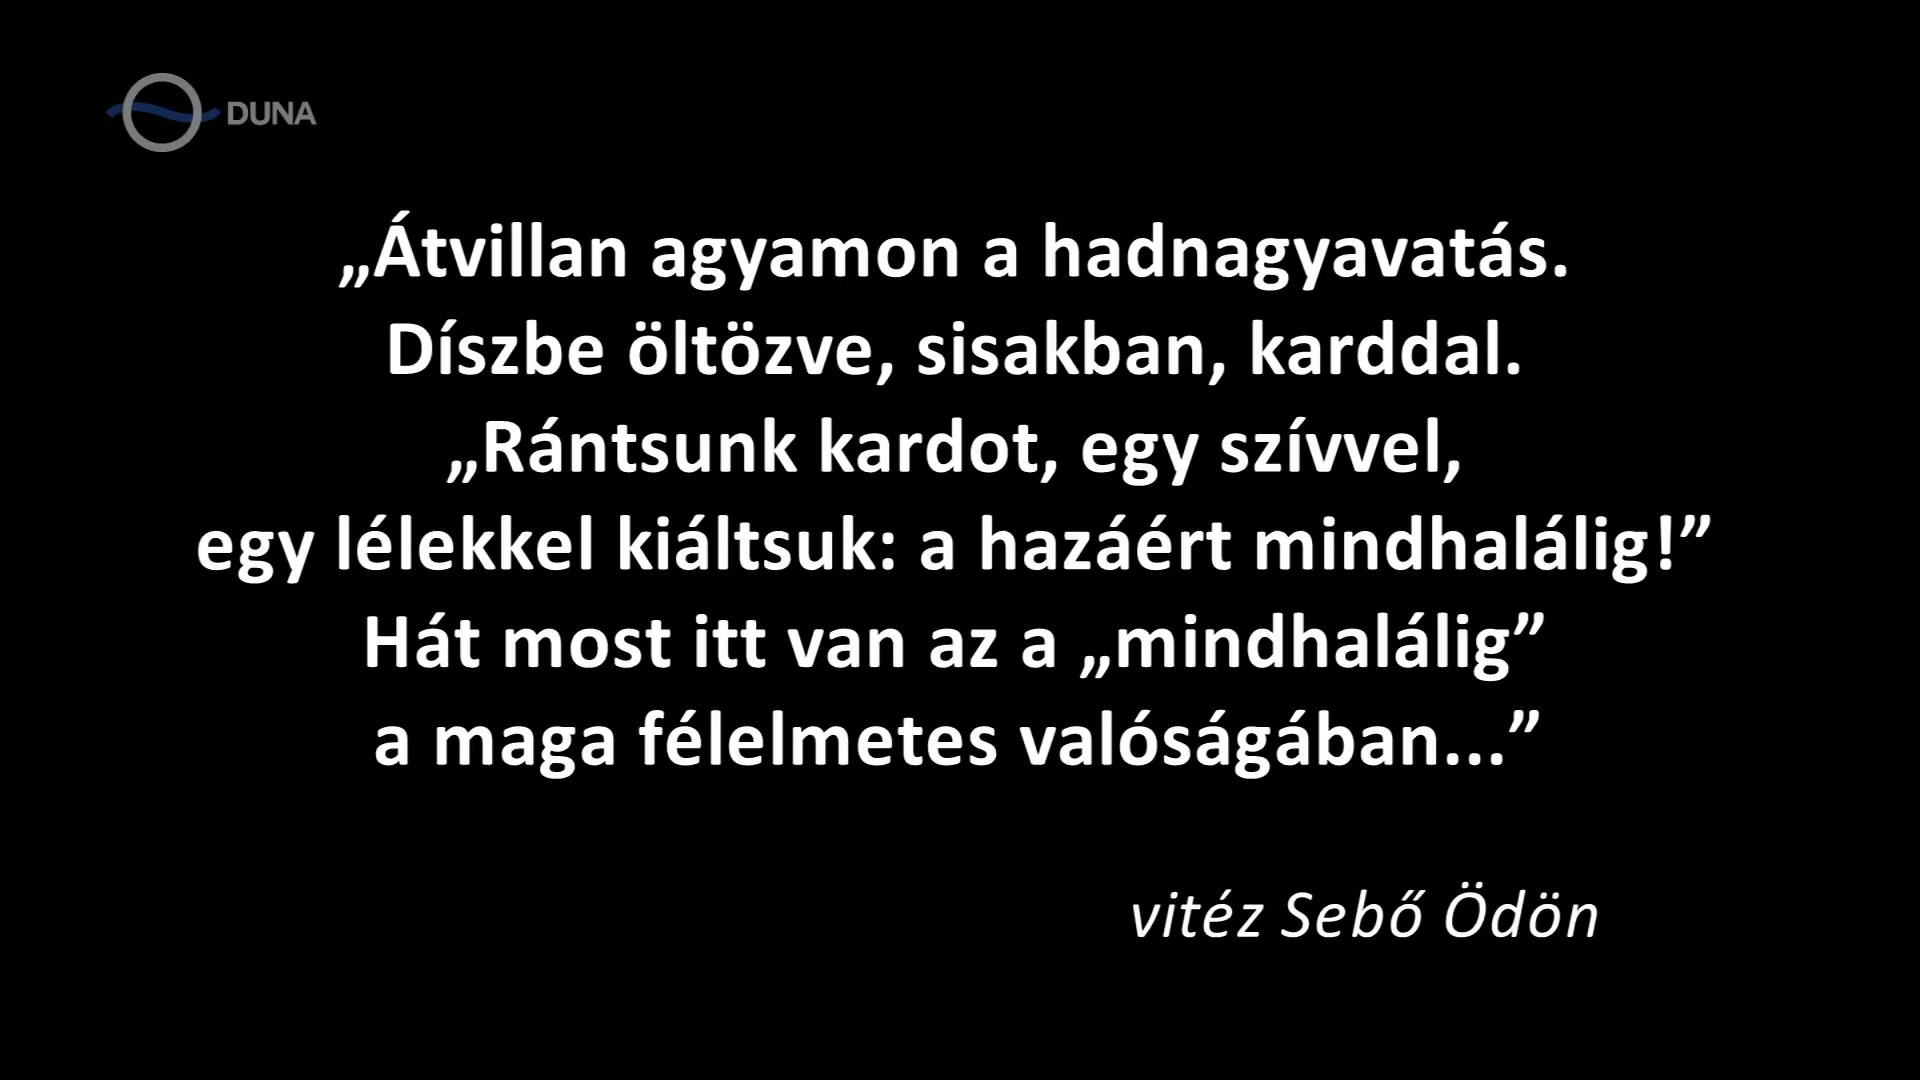 DUNA
„Átvillan agyamon a hadnagyavatás.
Díszbe öltözve, sisakban, karddal.
„Rántsunk kardot, egy szívvel,
egy lélekkel kiáltsuk: a hazáért mindhalálig!”
Hát most itt van az a „mindhalálig”
a maga félelmetes valóságában...”
vitéz Sebő Ödön